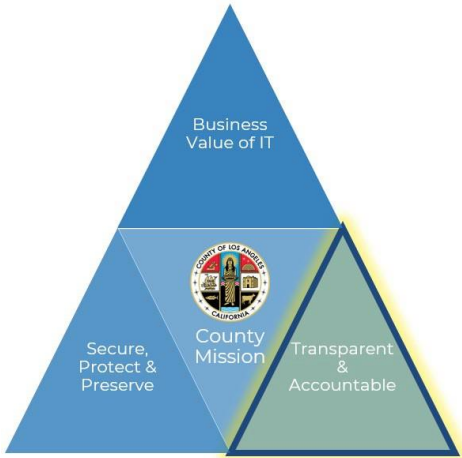 Business
Value of IT
COUNTY OF LOS ANGELES
CALIFORNIA
County
Mission
Secure,
Protect &
Preserve
Transparent
&
Accountable